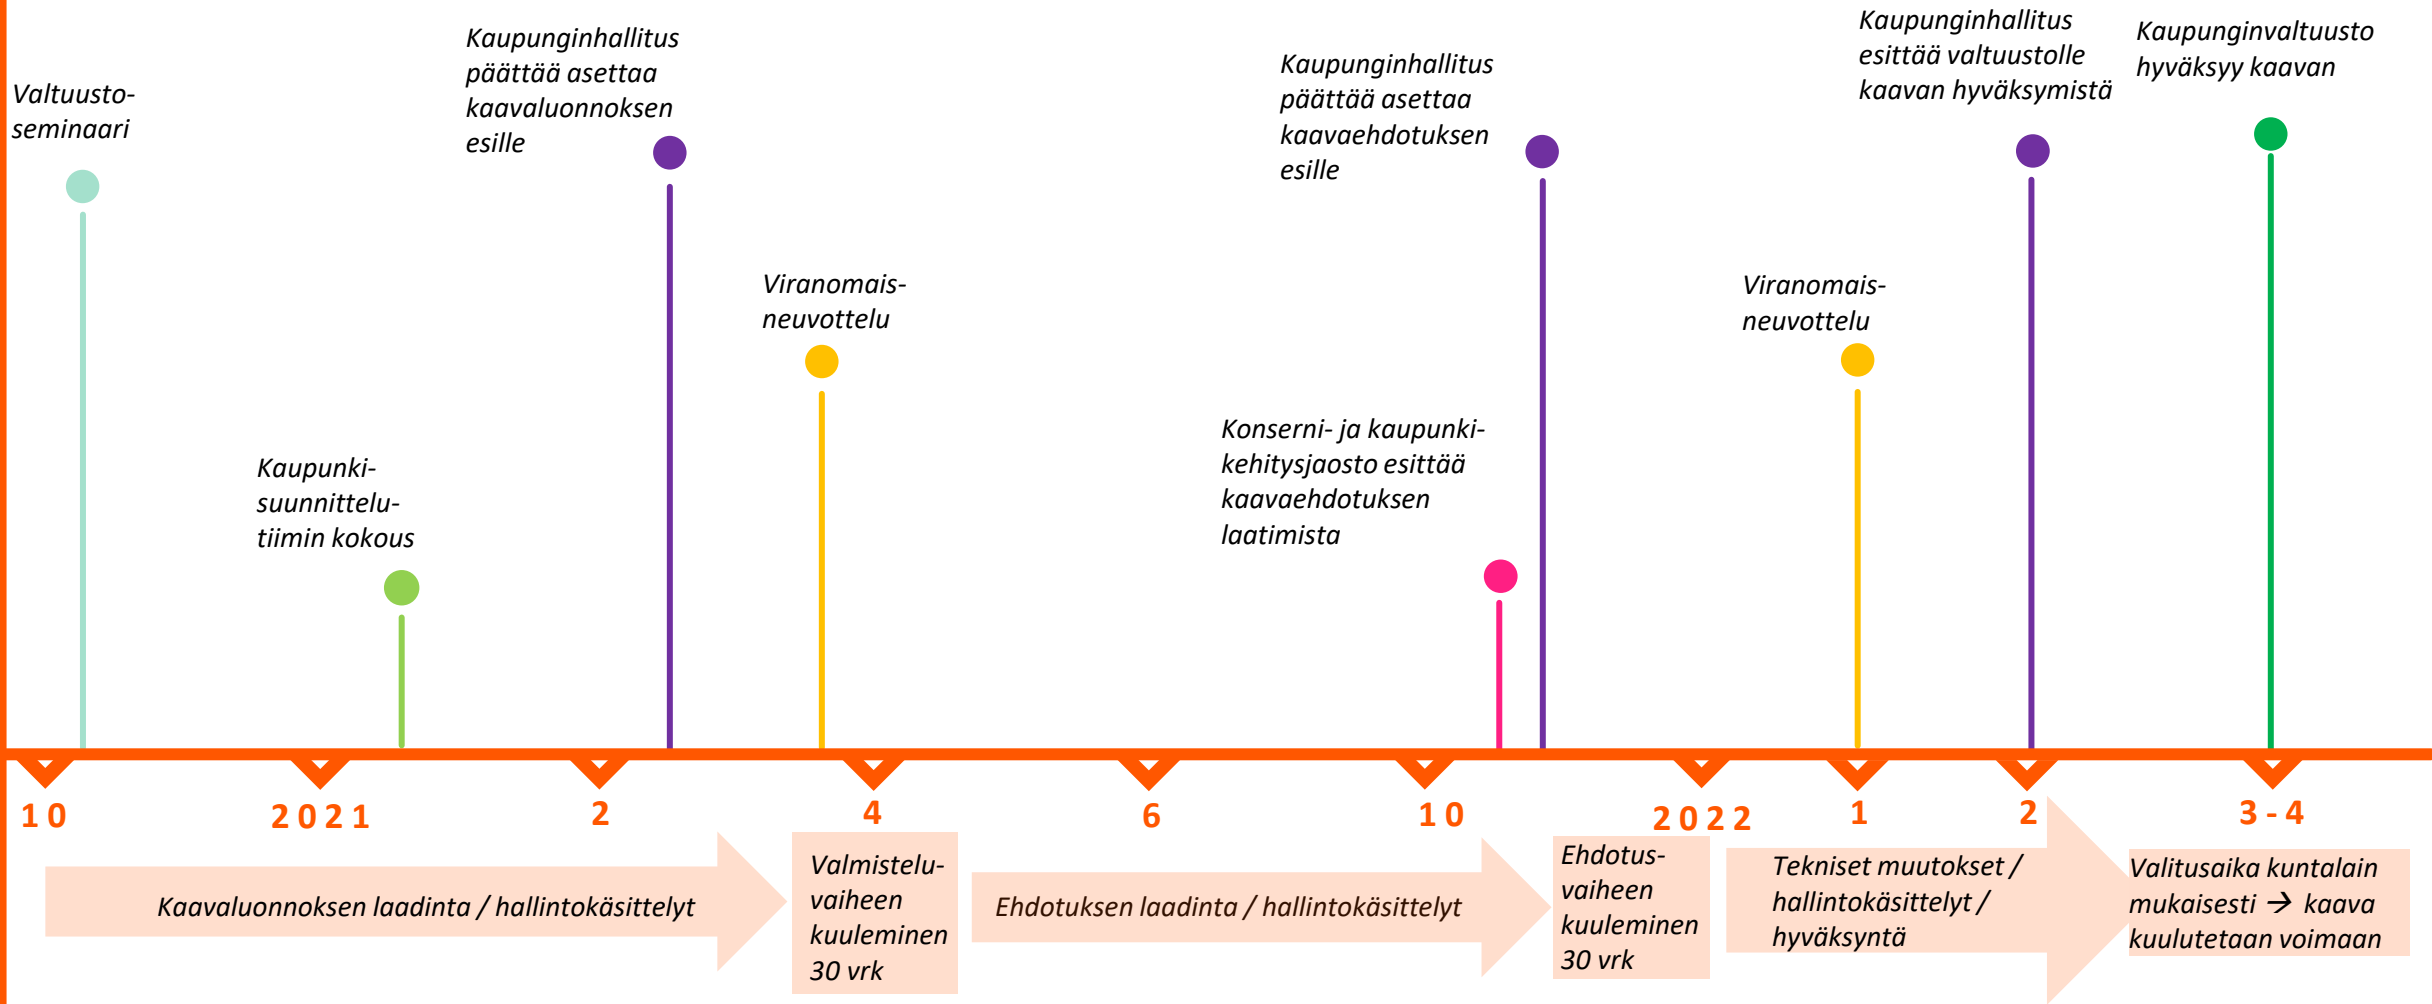 Valtuusto-
seminaari
Kaupunki-
suunnittelu-
tiimin kokous
Kaupunginhallitus
päättää asettaa
kaavaluonnoksen
esille
Viranomais-
neuvottelu
Konserni- ja kaupunki-
kehitysjaosto esittää
kaavaehdotuksen
laatimista
Kaupunginhallitus
päättää asettaa
kaavaehdotuksen
esille
Viranomais-
neuvottelu
Kaupunginhallitus
esittää valtuustolle
kaavan hyväksymistä
Kaupunginvaltuusto
hyväksyy kaavan
10
2021
2
4
6
10
2022
1
2
3-4
Kaavaluonnoksen laadinta / hallintokäsittelyt
Valmistelu-
vaiheen
kuuleminen
30 vrk
Ehdotuksen laadinta / hallintokäsittelyt
Ehdotus-
vaiheen
kuuleminen
30 vrk
Tekniset muutokset /
hallintokäsittelyt /
hyväksyntä
Valitusaika kuntalain
mukaisesti → kaava
kuulutetaan voimaan